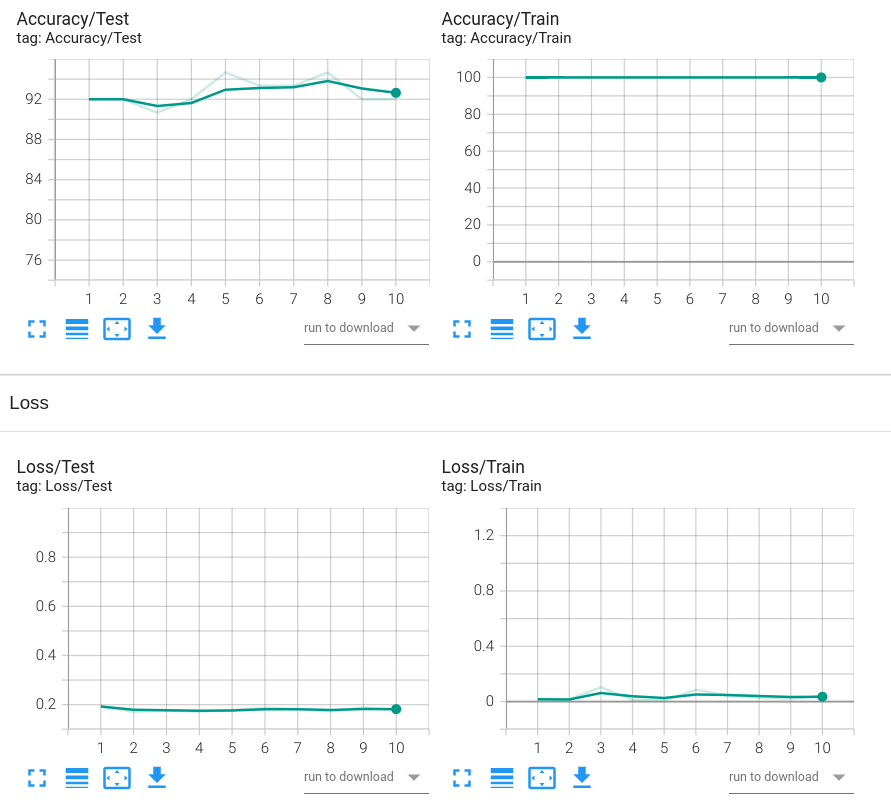 Accuracy/Test
tag: Accuracy/Test
92
88
84
80
76
1 2 3 4 5 6 7 8 9 10
run to download
Accuracy/Train
tag: Accuracy/Train
100
80
60
40
20
0
1 2 3 4 5 6 7 8 9 10
run to download
Loss
Loss/Test
tag: Loss/Test
0.8
0.6
0.4
0.2
1 2 3 4 5 6 7 8 9 10
run to download
Loss/Train
tag: Loss/Train
1.2
0.8
0.4
0
1 2 3 4 5 6 7 8 9 10
run to download